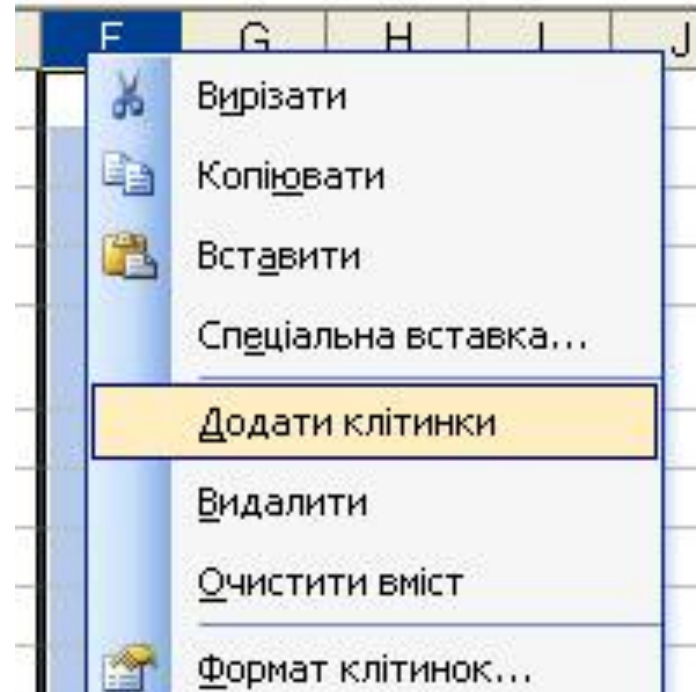 F G H I J
Вирізати
Копіювати
Вставити
Спеціальна вставка...
Додати клітинки
Видалити
Очистити вміст
Формат клітинок...